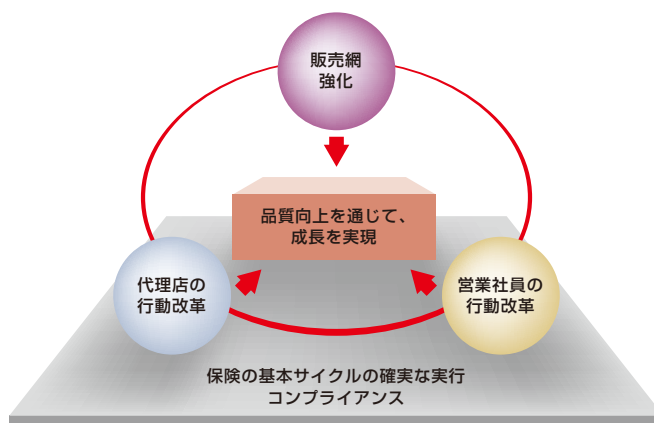 販売網
強化
品質向上を通じて、
成長を実現
代理店の
行動改革
営業社員の
行動改革
保険の基本サイクルの確実な実行
コンプライアンス